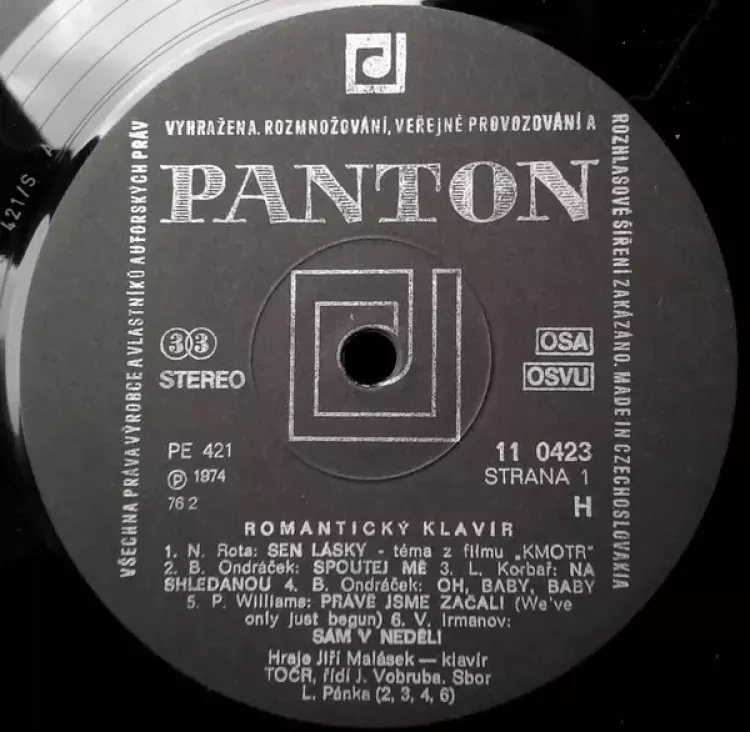 VŠECHNA PRÁVA VÝROBCE A VLASTNÍKŮ AUTORSKÝCH PRÁV
VYHRAŽENA. ROZMNOŽOVÁNÍ, VEŘEJNÉ PROVOZOVÁNÍ A
ROZHLASOVÉ ŠÍŘENÍ ZAKÁZÁNO. MADE IN CZECHOSLOVAKIA
PANTON
33
STEREO
OSA
OSVU
PE 421
℗ 1974
76 2
11 0423
STRANA 1
H
ROMANTICKÝ KLAVÍR
1. N. Rota: SEN LÁSKY - téma z filmu „KMOTR"
2. B. Ondráček: SPOUTEJ MĚ 3. L. Korbař: NA
SHLEDANOU 4. B. Ondráček: OH, BABY, BABY
5. P. Williams: PRÁVĚ JSME ZAČALI (We've
only just begun) 6. V. Irmanov:
SÁM V NEDĚLI
Hraje Jiří Malásek — klavír
TOČR, řídí J. Vobruba. Sbor
L. Pánka (2, 3, 4, 6)
421/S A